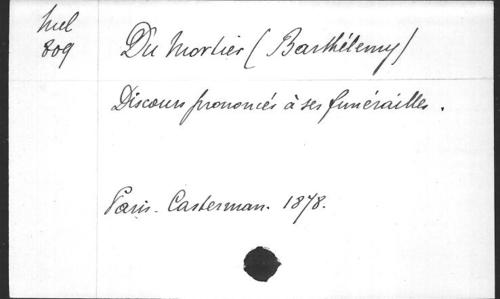 Mel
809
Du Mortier (Barthélemy)
Discours prononcés à ses funérailles.
Paris. Casterman. 1878.